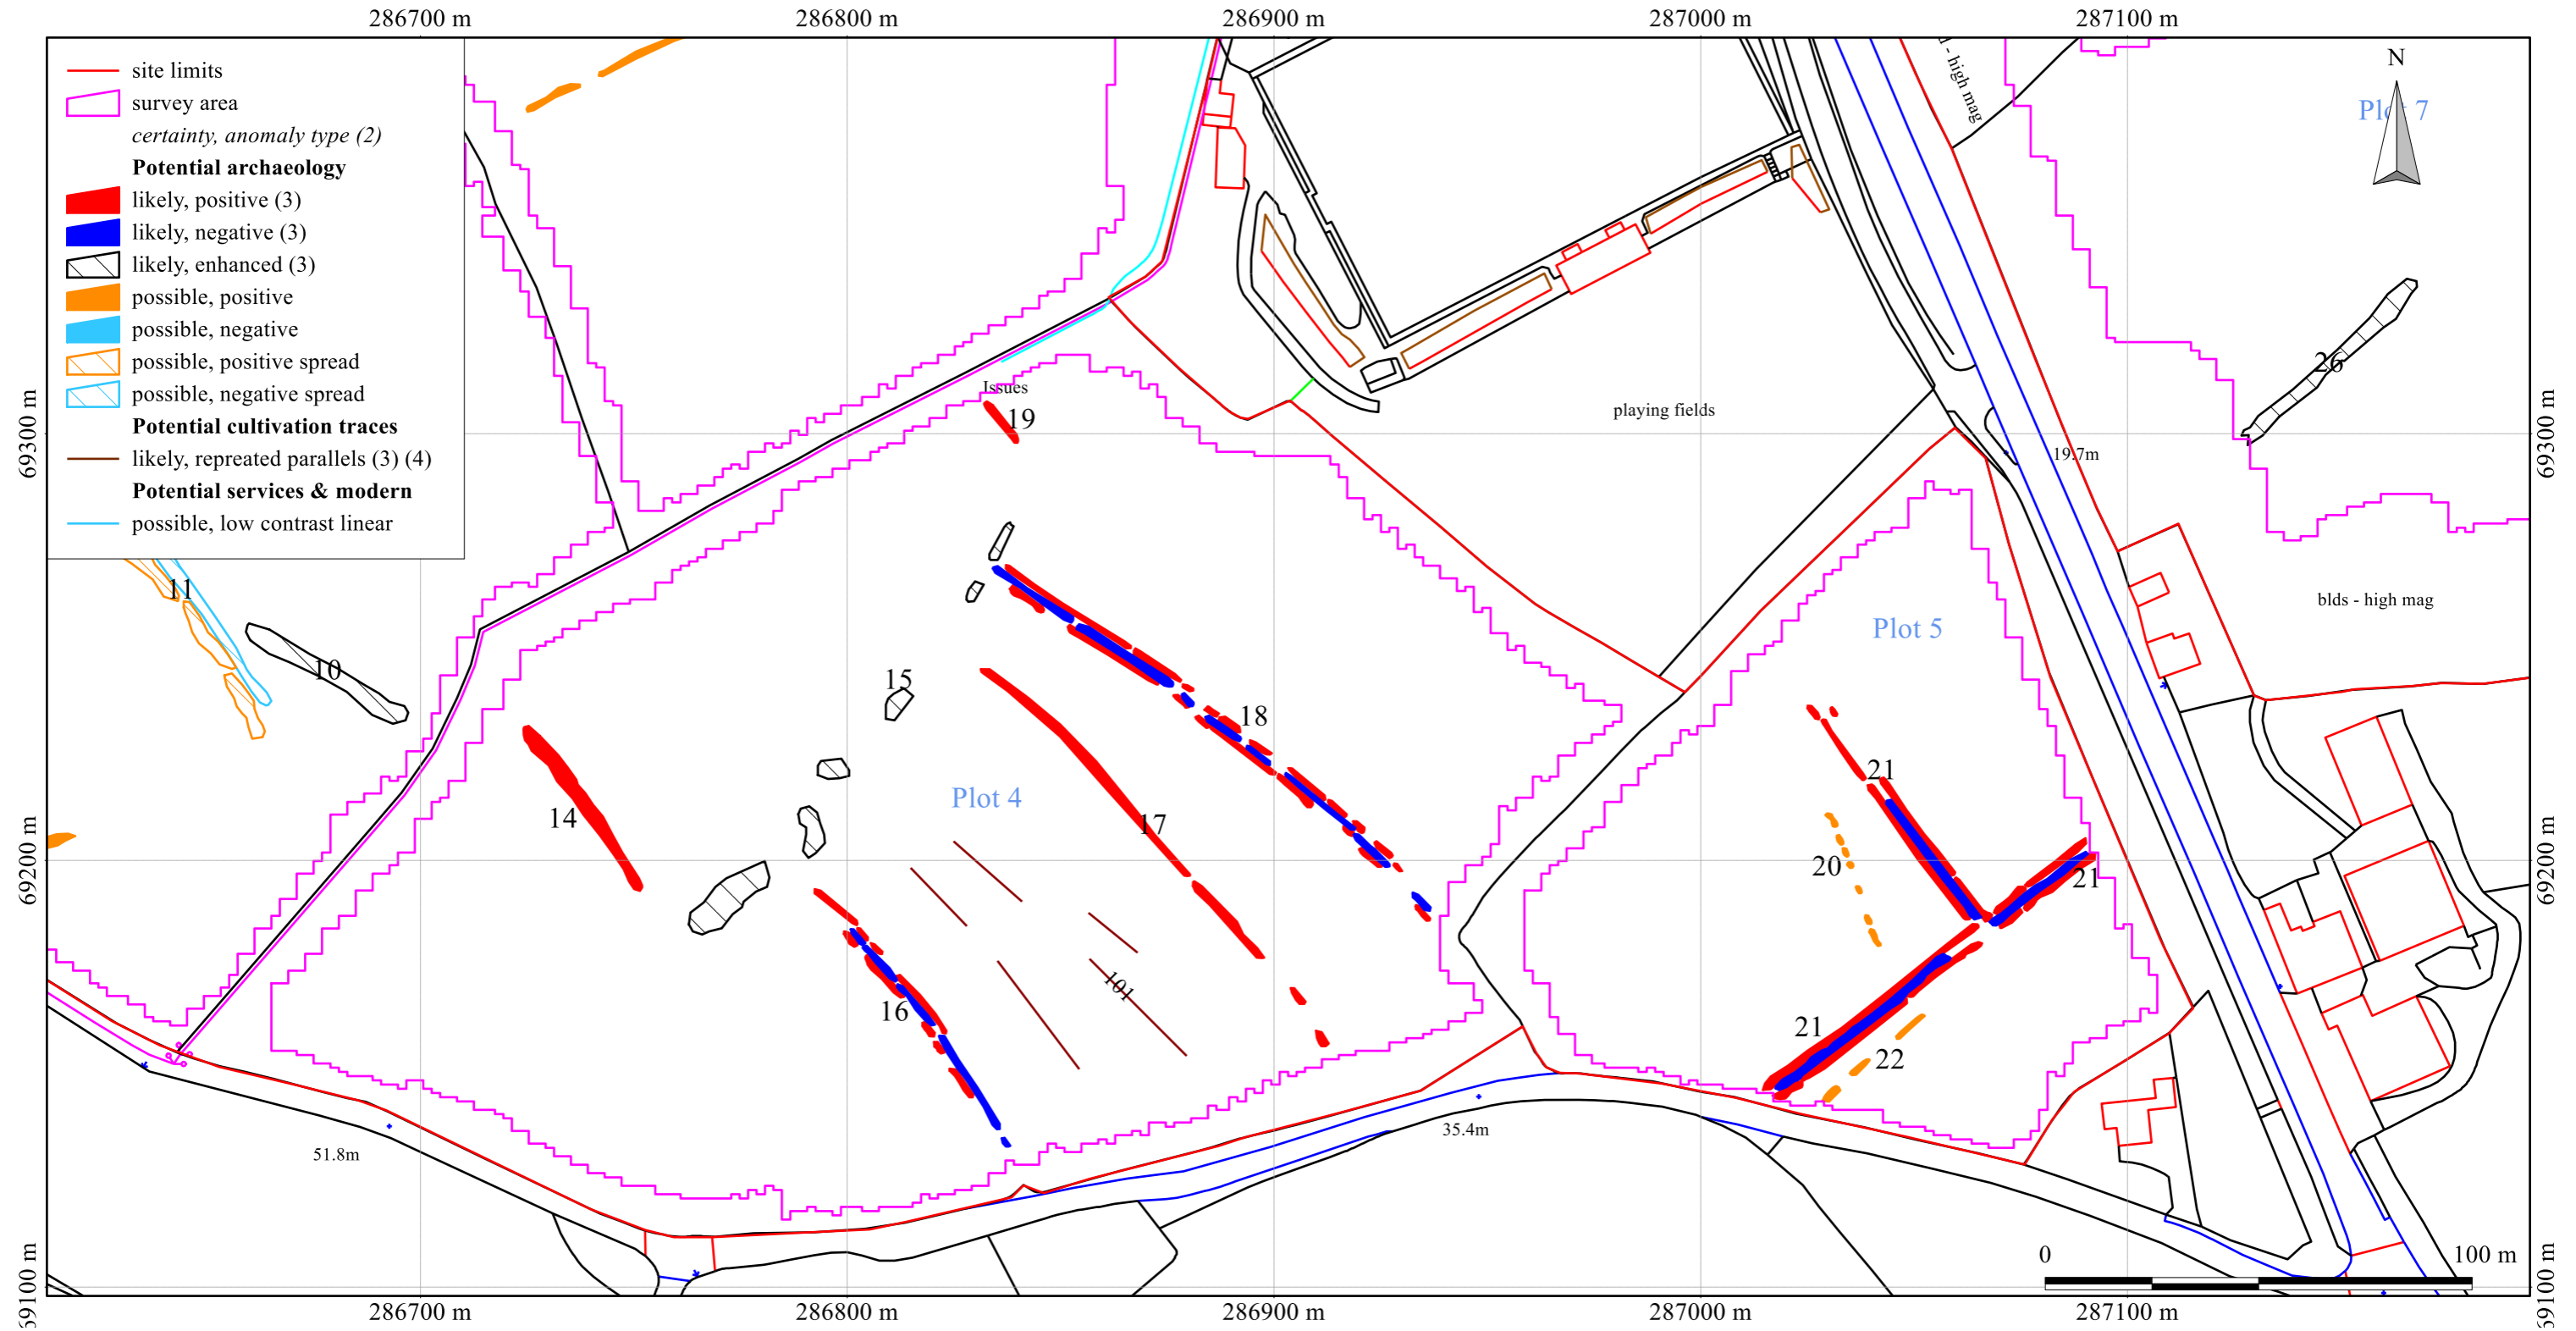 286700 m
286800 m
286900 m
287000 m
287100 m
site limits
survey area
certainty, anomaly type (2)
Potential archaeology
likely, positive (3)
likely, negative (3)
likely, enhanced (3)
possible, positive
possible, negative
possible, positive spread
possible, negative spread
Potential cultivation traces
likely, repreated parallels (3) (4)
Potential services & modern
possible, low contrast linear
N
Plot 7
- high mag
26
Issues
19
playing fields
19.7m
69300 m
69300 m
11
10
blds - high mag
Plot 5
15
18
14
Plot 4
17
21
20
21
69200 m
69200 m
16
101
21
22
51.8m
35.4m
0
100 m
69100 m
69100 m
286700 m
286800 m
286900 m
287000 m
287100 m